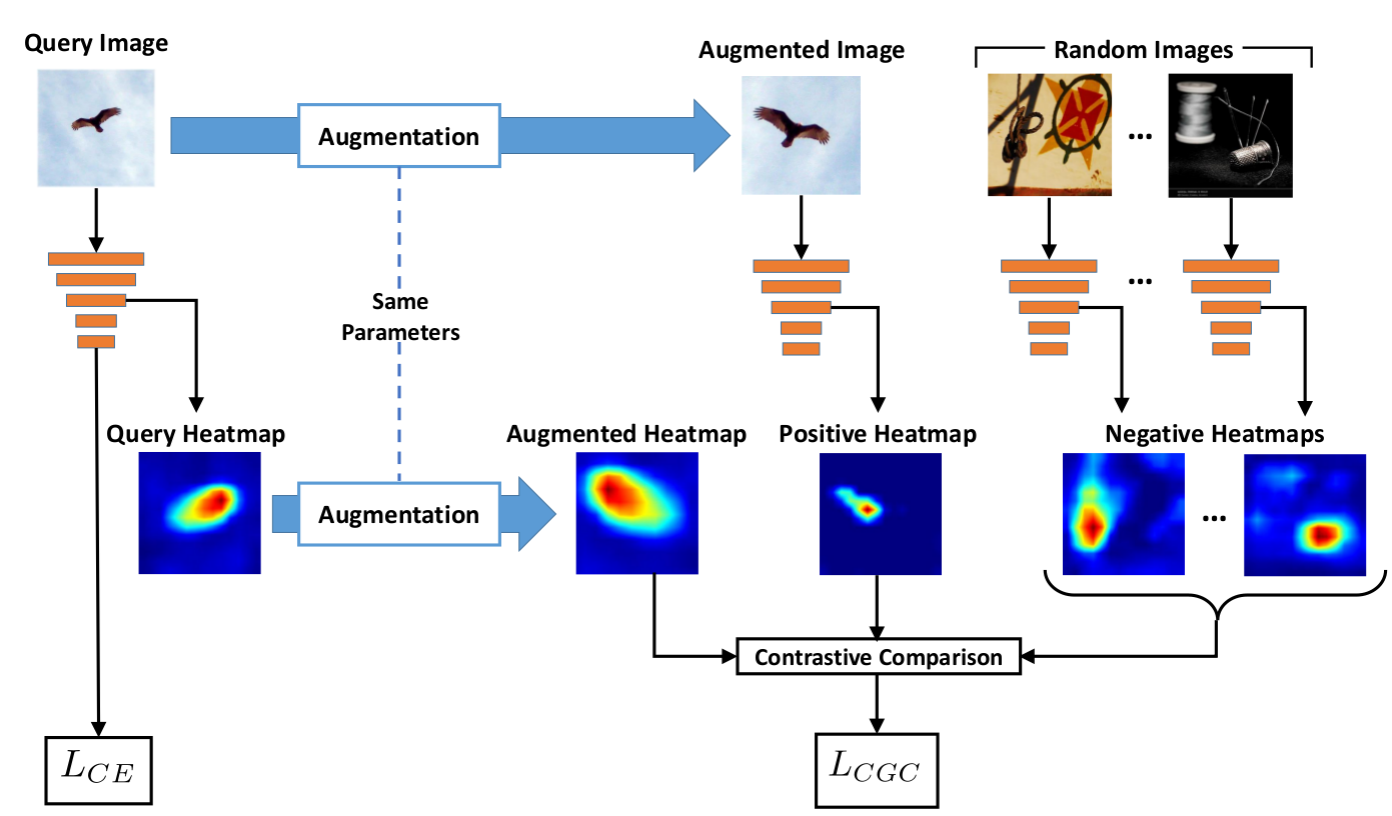 Query Image
Augmented Image
Random Images
Augmentation
...
...
Same
Parameters
Query Heatmap
Augmented Heatmap
Positive Heatmap
Negative Heatmaps
Augmentation
...
Contrastive Comparison
L_{CE}
L_{CGC}